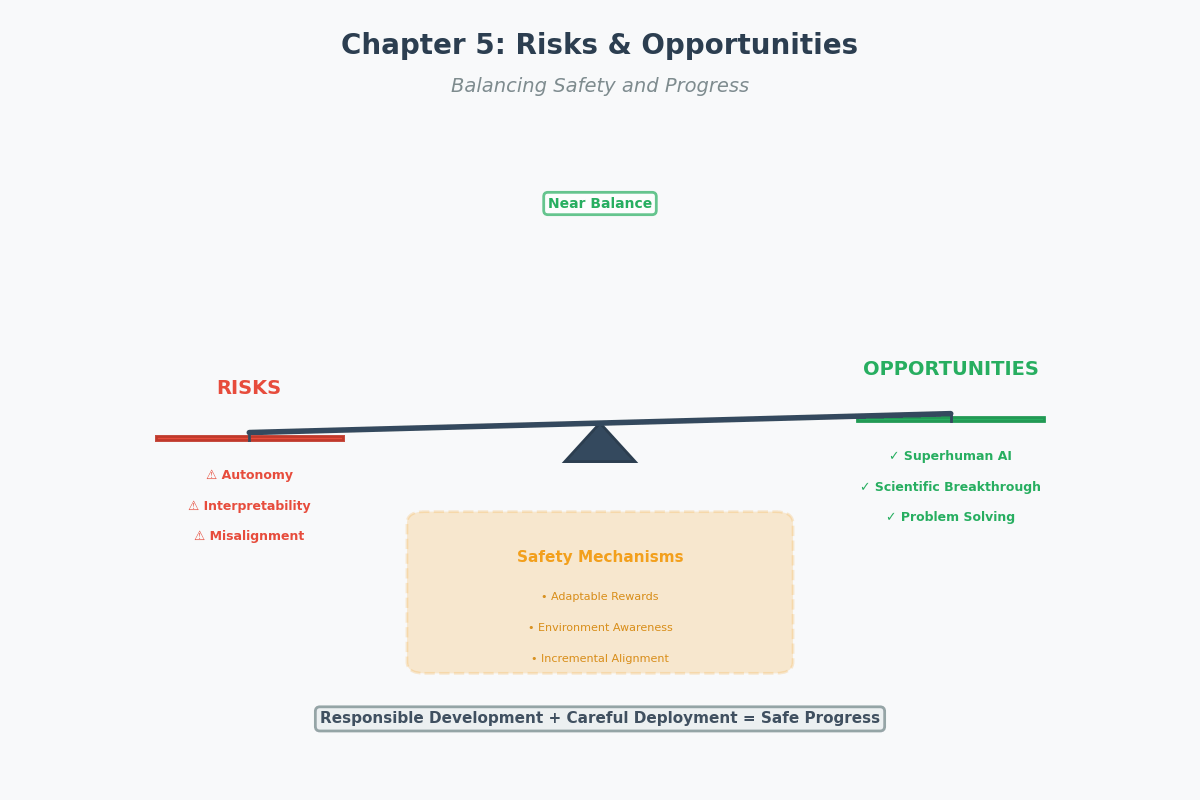 Chapter 5: Risks & Opportunities
Balancing Safety and Progress
Near Balance
RISKS
⚠ Autonomy
⚠ Interpretability
⚠ Misalignment
OPPORTUNITIES
✓ Superhuman AI
✓ Scientific Breakthrough
✓ Problem Solving
Safety Mechanisms
• Adaptable Rewards
• Environment Awareness
• Incremental Alignment
Responsible Development + Careful Deployment = Safe Progress